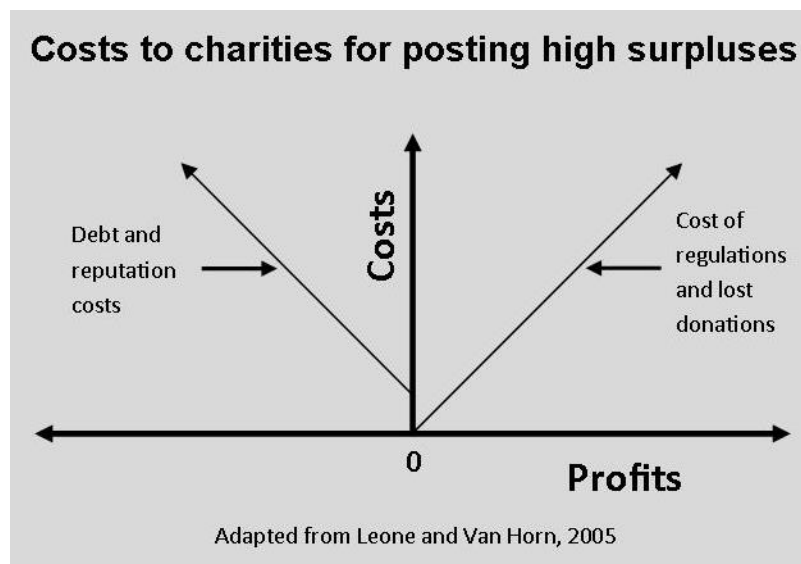 Costs to charities for posting high surpluses
Debt and
reputation
costs
Costs
Cost of
regulations
and lost
donations
0
Profits
Adapted from Leone and Van Horn, 2005